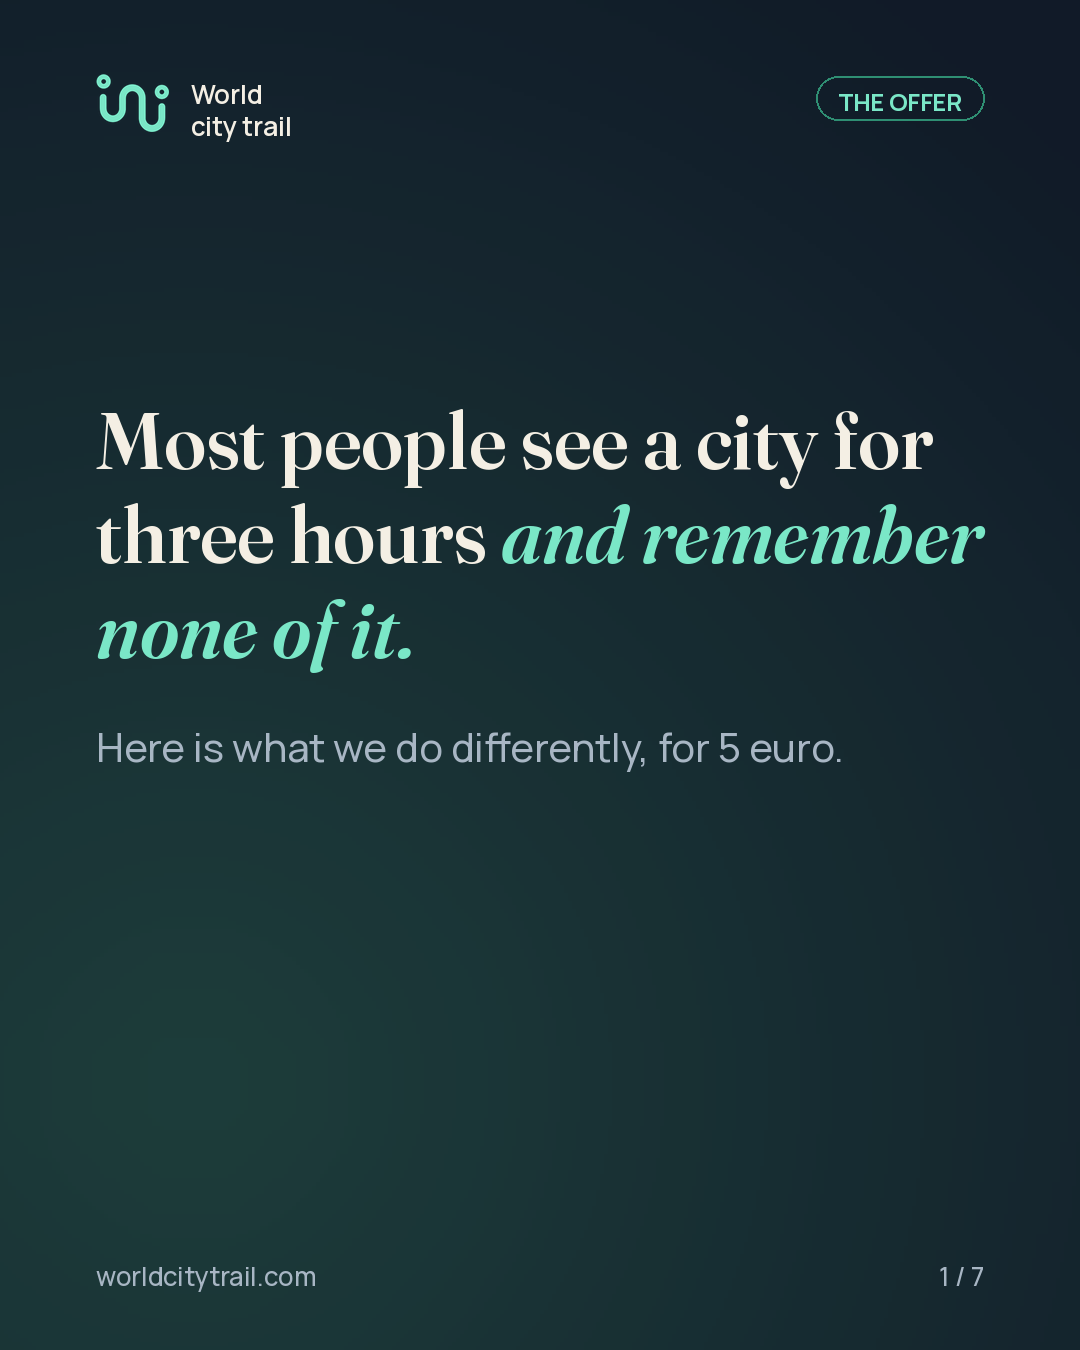 World
city trail
THE OFFER
Most people see a city for
three hours and remember
none of it.
Here is what we do differently, for 5 euro.
worldcitytrail.com
1 / 7